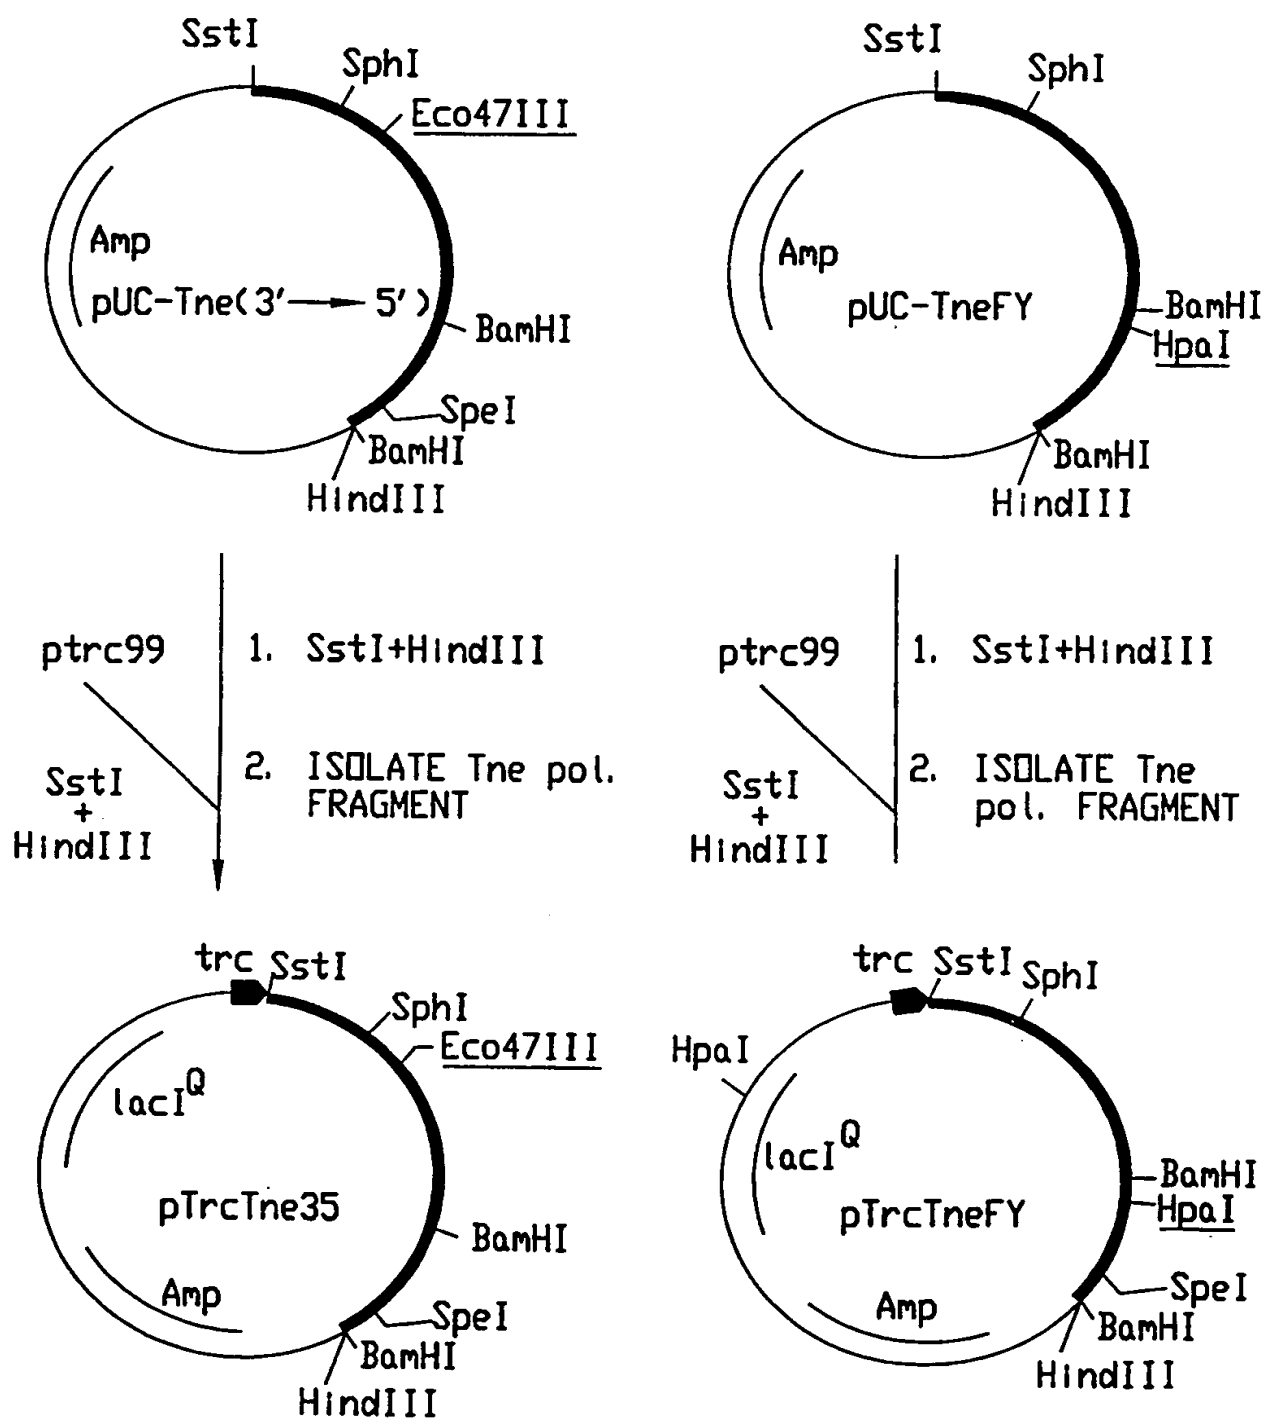 SstI
SphI
Eco47III
Amp
pUC-Tne(3' → 5')
BamHI
SpeI
BamHI
HindIII
SstI
SphI
Amp
pUC-TneFY
BamHI
HpaI
BamHI
HindIII
ptrc99
1. SstI+HindIII
SstI
+
HindIII
2. ISOLATE Tne pol.
FRAGMENT
ptrc99
1. SstI+HindIII
SstI
+
HindIII
2. ISOLATE Tne
pol. FRAGMENT
trc
SstI
SphI
Eco47III
lacI^Q
pTrcTne35
BamHI
Amp
SpeI
BamHI
HindIII
trc
SstI
SphI
HpaI
lacI^Q
BamHI
pTrcTneFY
HpaI
Amp
SpeI
BamHI
HindIII